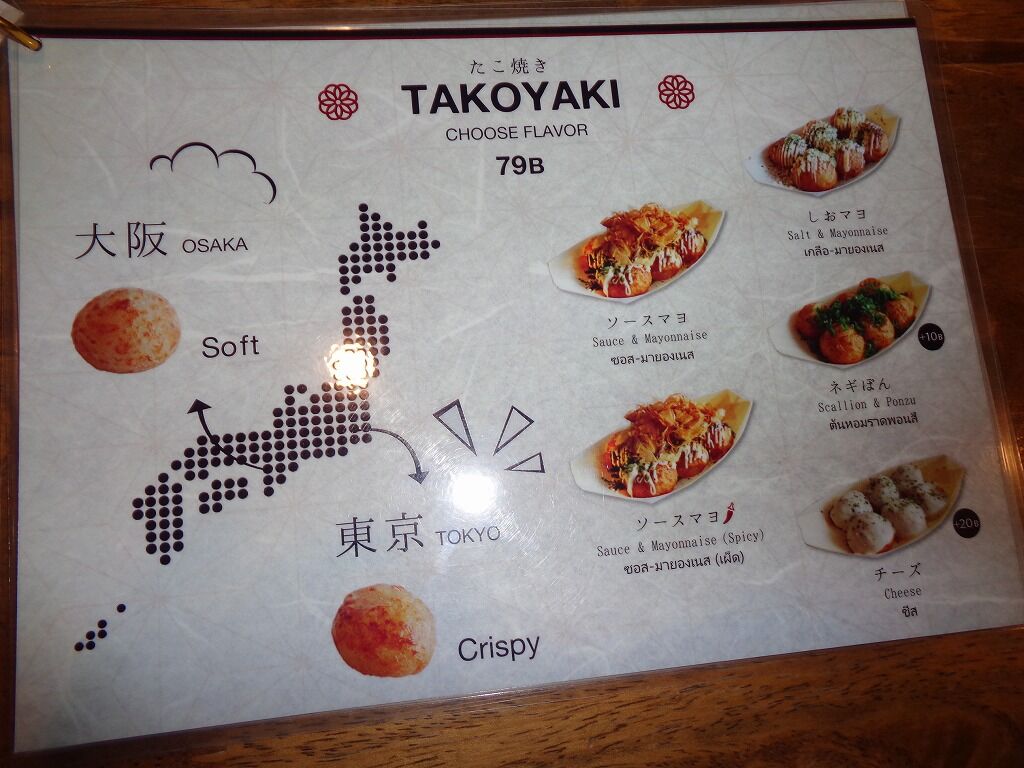 たこ焼き
TAKOYAKI
CHOOSE FLAVOR
79B
大阪 OSAKA
Soft
東京 TOKYO
Crispy
ソースマヨ
Sauce & Mayonnaise
ซอส-มายองเนส
ソースマヨ
Sauce & Mayonnaise (Spicy)
ซอส-มายองเนส (เผ็ด)
しおマヨ
Salt & Mayonnaise
เกลือ-มายองเนส
+10B
ネギぽん
Scallion & Ponzu
ต้นหอมราดพอนสึ
+20B
チーズ
Cheese
ชีส